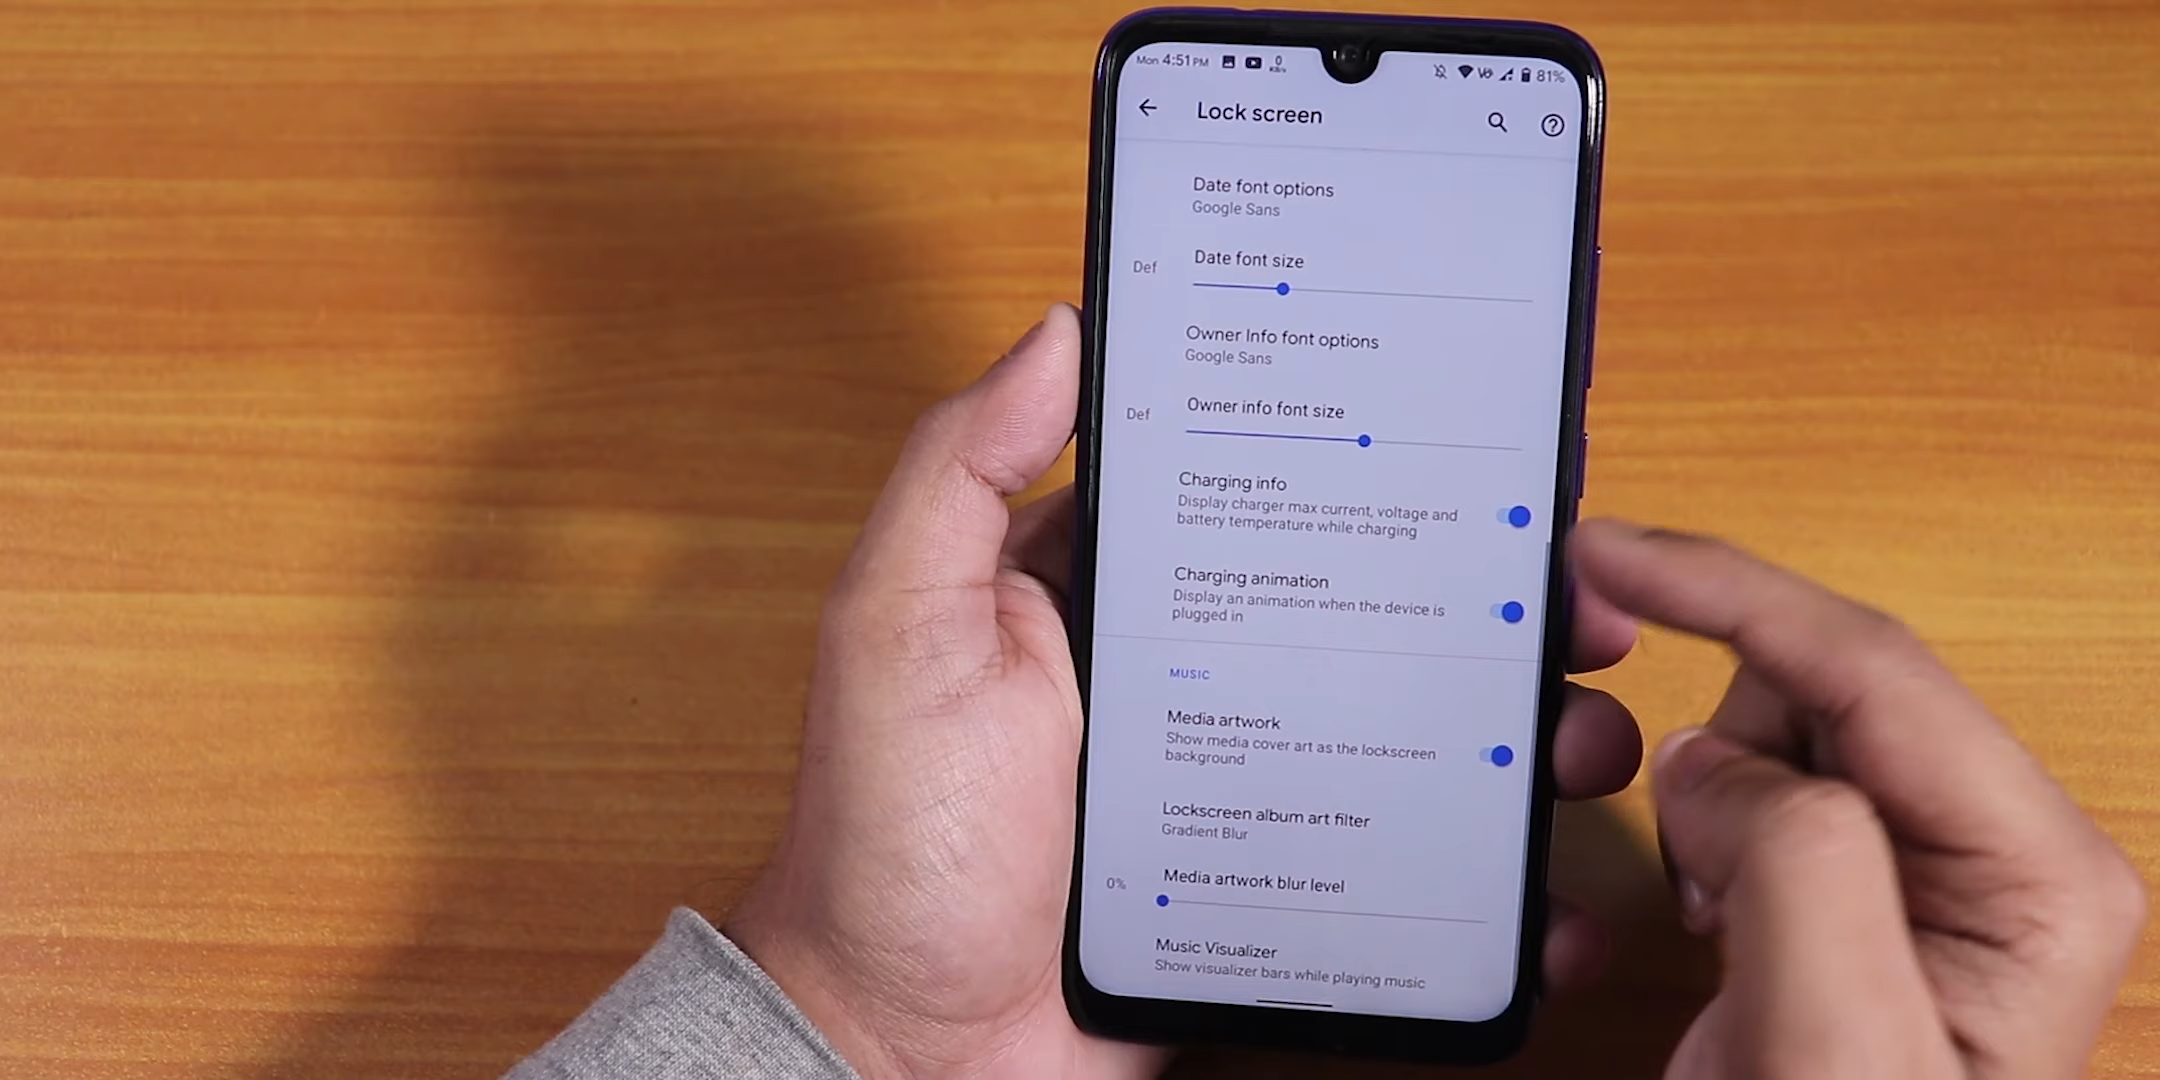 Mon 4:51 PM 0 KB/s 81%
Lock screen
Date font options
Google Sans
Def
Date font size
Owner Info font options
Google Sans
Def
Owner info font size
Charging info
Display charger max current, voltage and
battery temperature while charging
Charging animation
Display an animation when the device is
plugged in
MUSIC
Media artwork
Show media cover art as the lockscreen
background
Lockscreen album art filter
Gradient Blur
0%
Media artwork blur level
Music Visualizer
Show visualizer bars while playing music